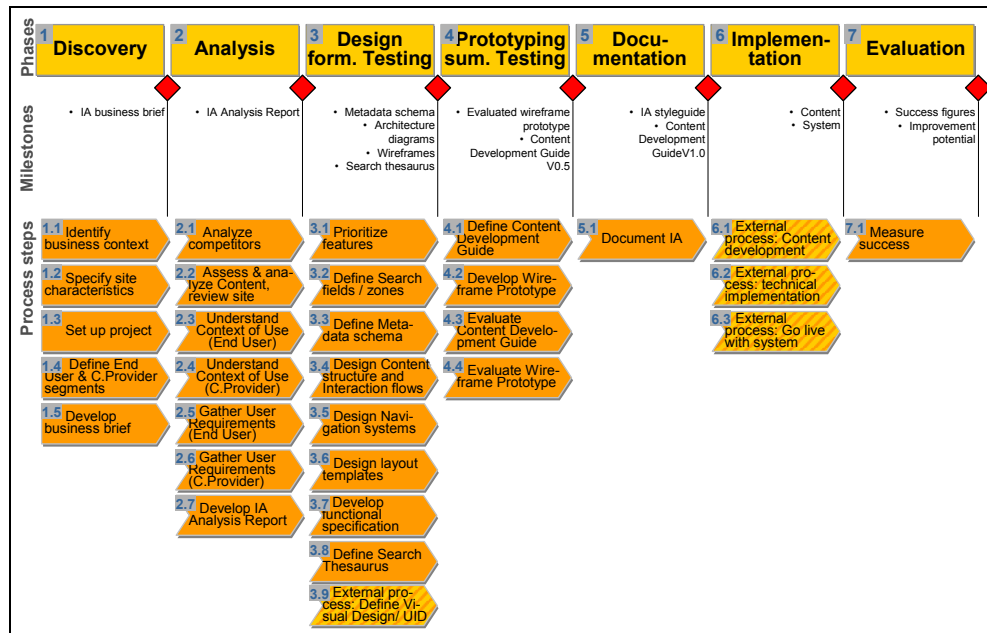 Phases
1
Discovery
2
Analysis
3
Design
form. Testing
4
Prototyping
sum. Testing
5
Docu-
mentation
6
Implemen-
tation
7
Evaluation
Milestones
• IA business brief
• IA Analysis Report
• Metadata schema
• Architecture
diagrams
• Wireframes
• Search thesaurus
• Evaluated wireframe
prototype
• Content
Development Guide
V0.5
• IA styleguide
• Content
Development
GuideV1.0
• Content
• System
• Success figures
• Improvement
potential
Process steps
1.1 Identify
business context
1.2 Specify site
characteristics
1.3 Set up project
1.4 Define End
User & C.Provider
segments
1.5 Develop
business brief
2.1 Analyze
competitors
2.2 Assess & ana-
lyze Content,
review site
2.3 Understand
Context of Use
(End User)
2.4 Understand
Context of Use
(C.Provider)
2.5 Gather User
Requirements
(End User)
2.6 Gather User
Requirements
(C.Provider)
2.7 Develop IA
Analysis Report
3.1 Prioritize
features
3.2 Define Search
fields / zones
3.3 Define Meta-
data schema
3.4 Design Content
structure and
Interaction flows
3.5 Design Navi-
gation systems
3.6 Design layout
templates
3.7 Develop
functional
specification
3.8 Define Search
Thesaurus
3.9 External pro-
cess: Define Vi-
sual Design/ UID
4.1 Define Content
Development
Guide
4.2 Develop Wire-
frame Prototype
4.3 Evaluate
Content Develo-
pment Guide
4.4 Evaluate Wire-
frame Prototype
5.1 Document IA
6.1 External
process: Content
development
6.2 External pro-
cess: technical
implementation
6.3 External
process: Go live
with system
7.1 Measure
success